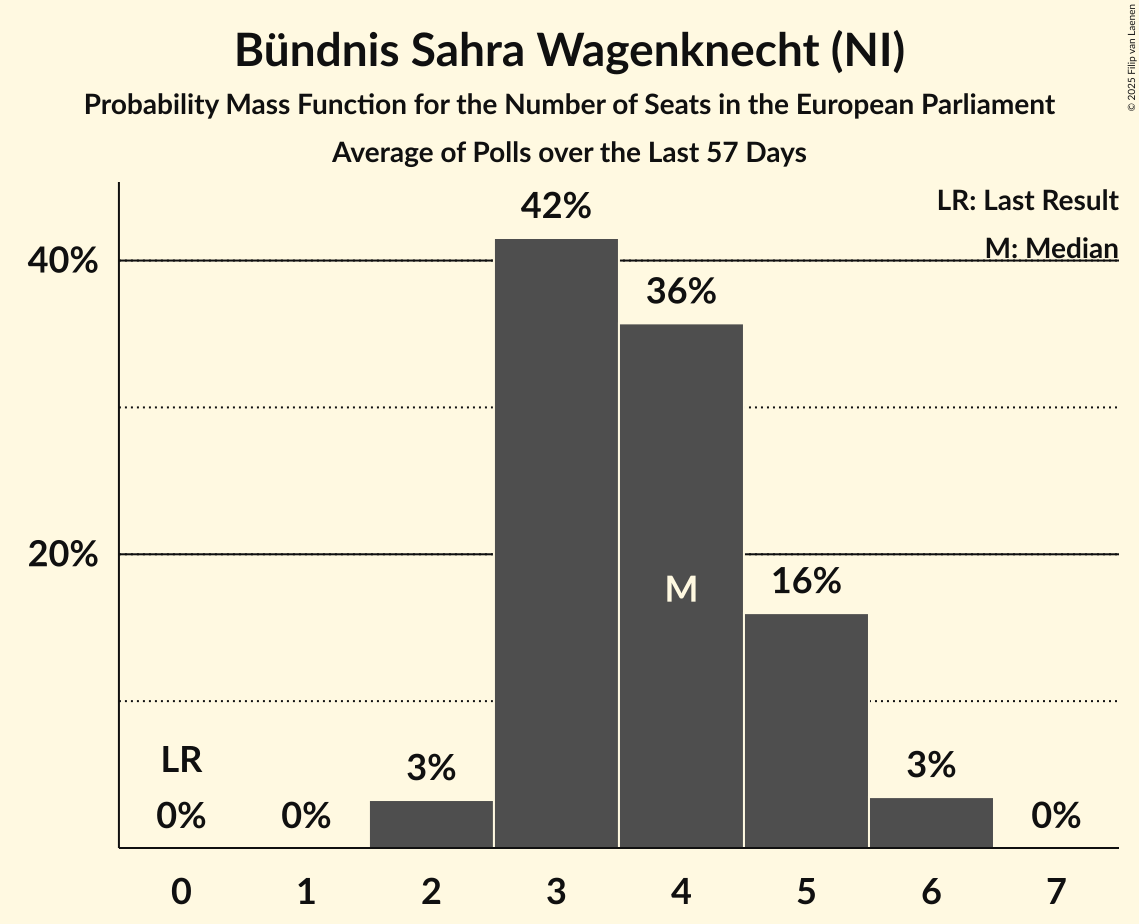 Bündnis Sahra Wagenknecht (NI)
Probability Mass Function for the Number of Seats in the European Parliament
Average of Polls over the Last 57 Days
© 2025 Filip van Laenen
LR: Last Result
M: Median
42%
40%
36%
20%
M
16%
LR
3%
3%
0%
0%
0%
0 1 2 3 4 5 6 7